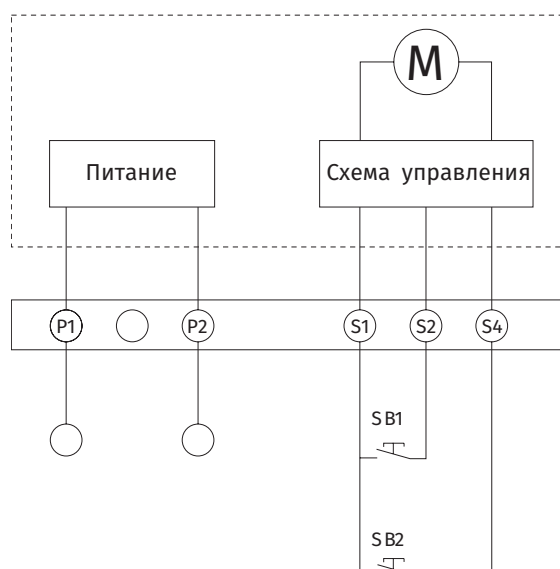 M
Питание
Схема управления
P1
P2
S1
S2
S4
SB1
SB2